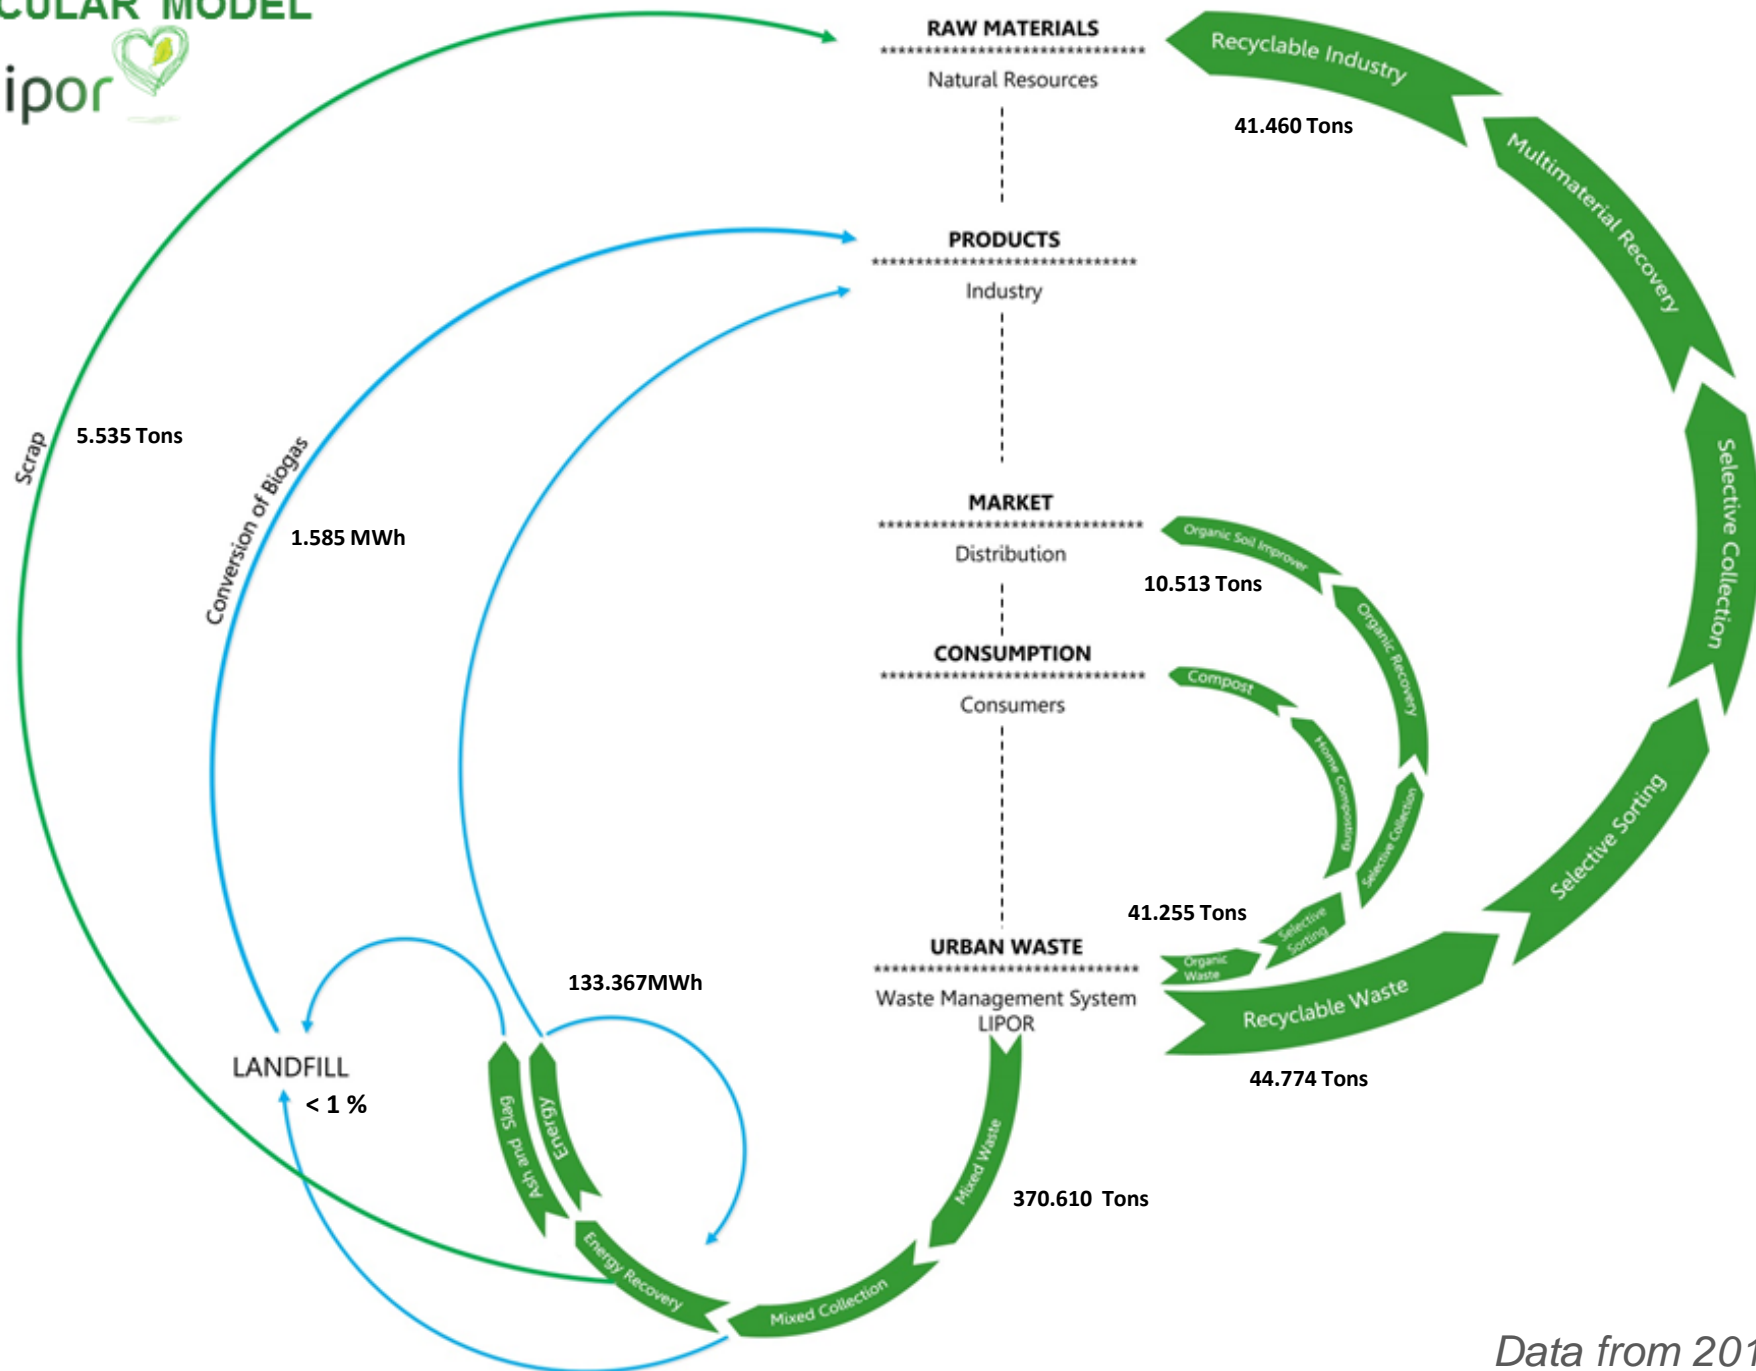 CULAR MODEL
ipor
RAW MATERIALS
******************************
Natural Resources
PRODUCTS
******************************
Industry
MARKET
******************************
Distribution
CONSUMPTION
******************************
Consumers
URBAN WASTE
******************************
Waste Management System
LIPOR
Recyclable Industry
41.460 Tons
Multimaterial Recovery
Selective Collection
Selective Sorting
Recyclable Waste
44.774 Tons
Organic Soil Improver
10.513 Tons
Organic Recovery
Selective Collection
Compost
Home Composting
41.255 Tons
Selective
Sorting
Organic
Waste
Mixed Waste
370.610 Tons
Mixed Collection
Energy Recovery
Energy
Ash and Slag
133.367MWh
LANDFILL
< 1 %
Conversion of Biogas
1.585 MWh
Scrap
5.535 Tons
Data from 201